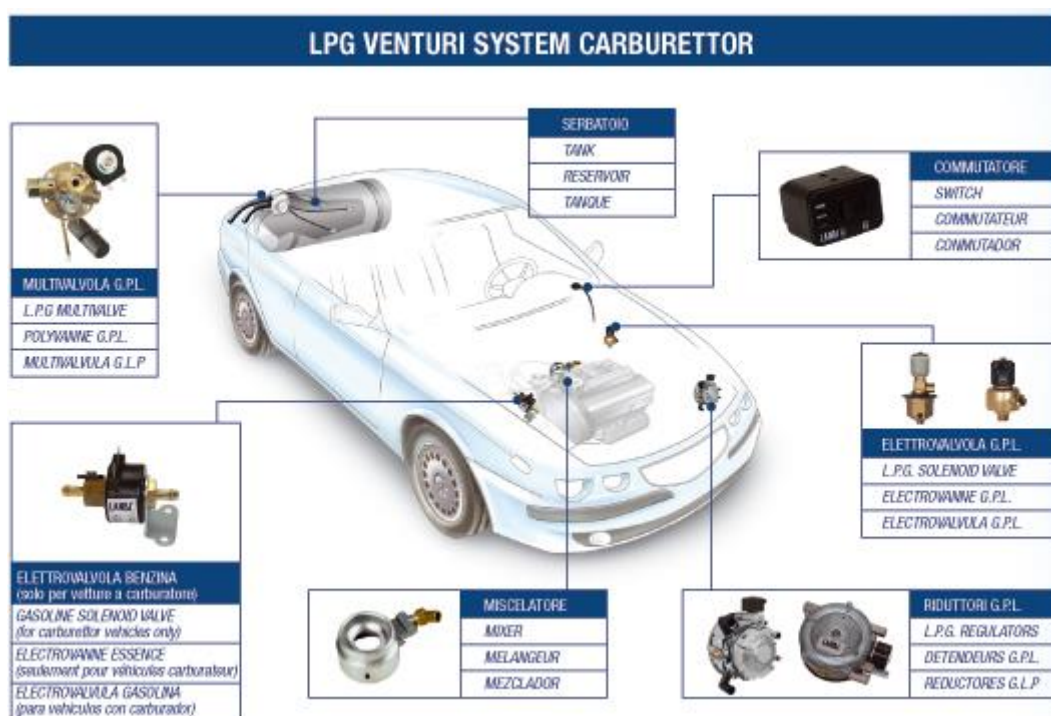 LPG VENTURI SYSTEM CARBURETTOR
SERBATOIO
TANK
RESERVOIR
TANQUE
COMMUTATORE
SWITCH
COMMUTATEUR
CONMUTADOR
MULTIVALVOLA G.P.L.
L.P.G MULTIVALVE
POLYVANNE G.P.L.
MULTIVALVULA G.L.P
ELETTROVALVOLA G.P.L.
L.P.G. SOLENOID VALVE
ELECTROVANNE G.P.L.
ELECTROVALVULA G.P.L.
ELETTROVALVOLA BENZINA
(solo per vetture a carburatore)
GASOLINE SOLENOID VALVE
(for carburettor vehicles only)
ELECTROVANNE ESSENCE
(seulement pour véhicules carburateur)
ELECTROVALVULA GASOLINA
(para vehiculos con carburador)
MISCELATORE
MIXER
MELANGEUR
MEZCLADOR
RIDUTTORI G.P.L.
L.P.G. REGULATORS
DETENDEURS G.P.L.
REDUCTORES G.L.P